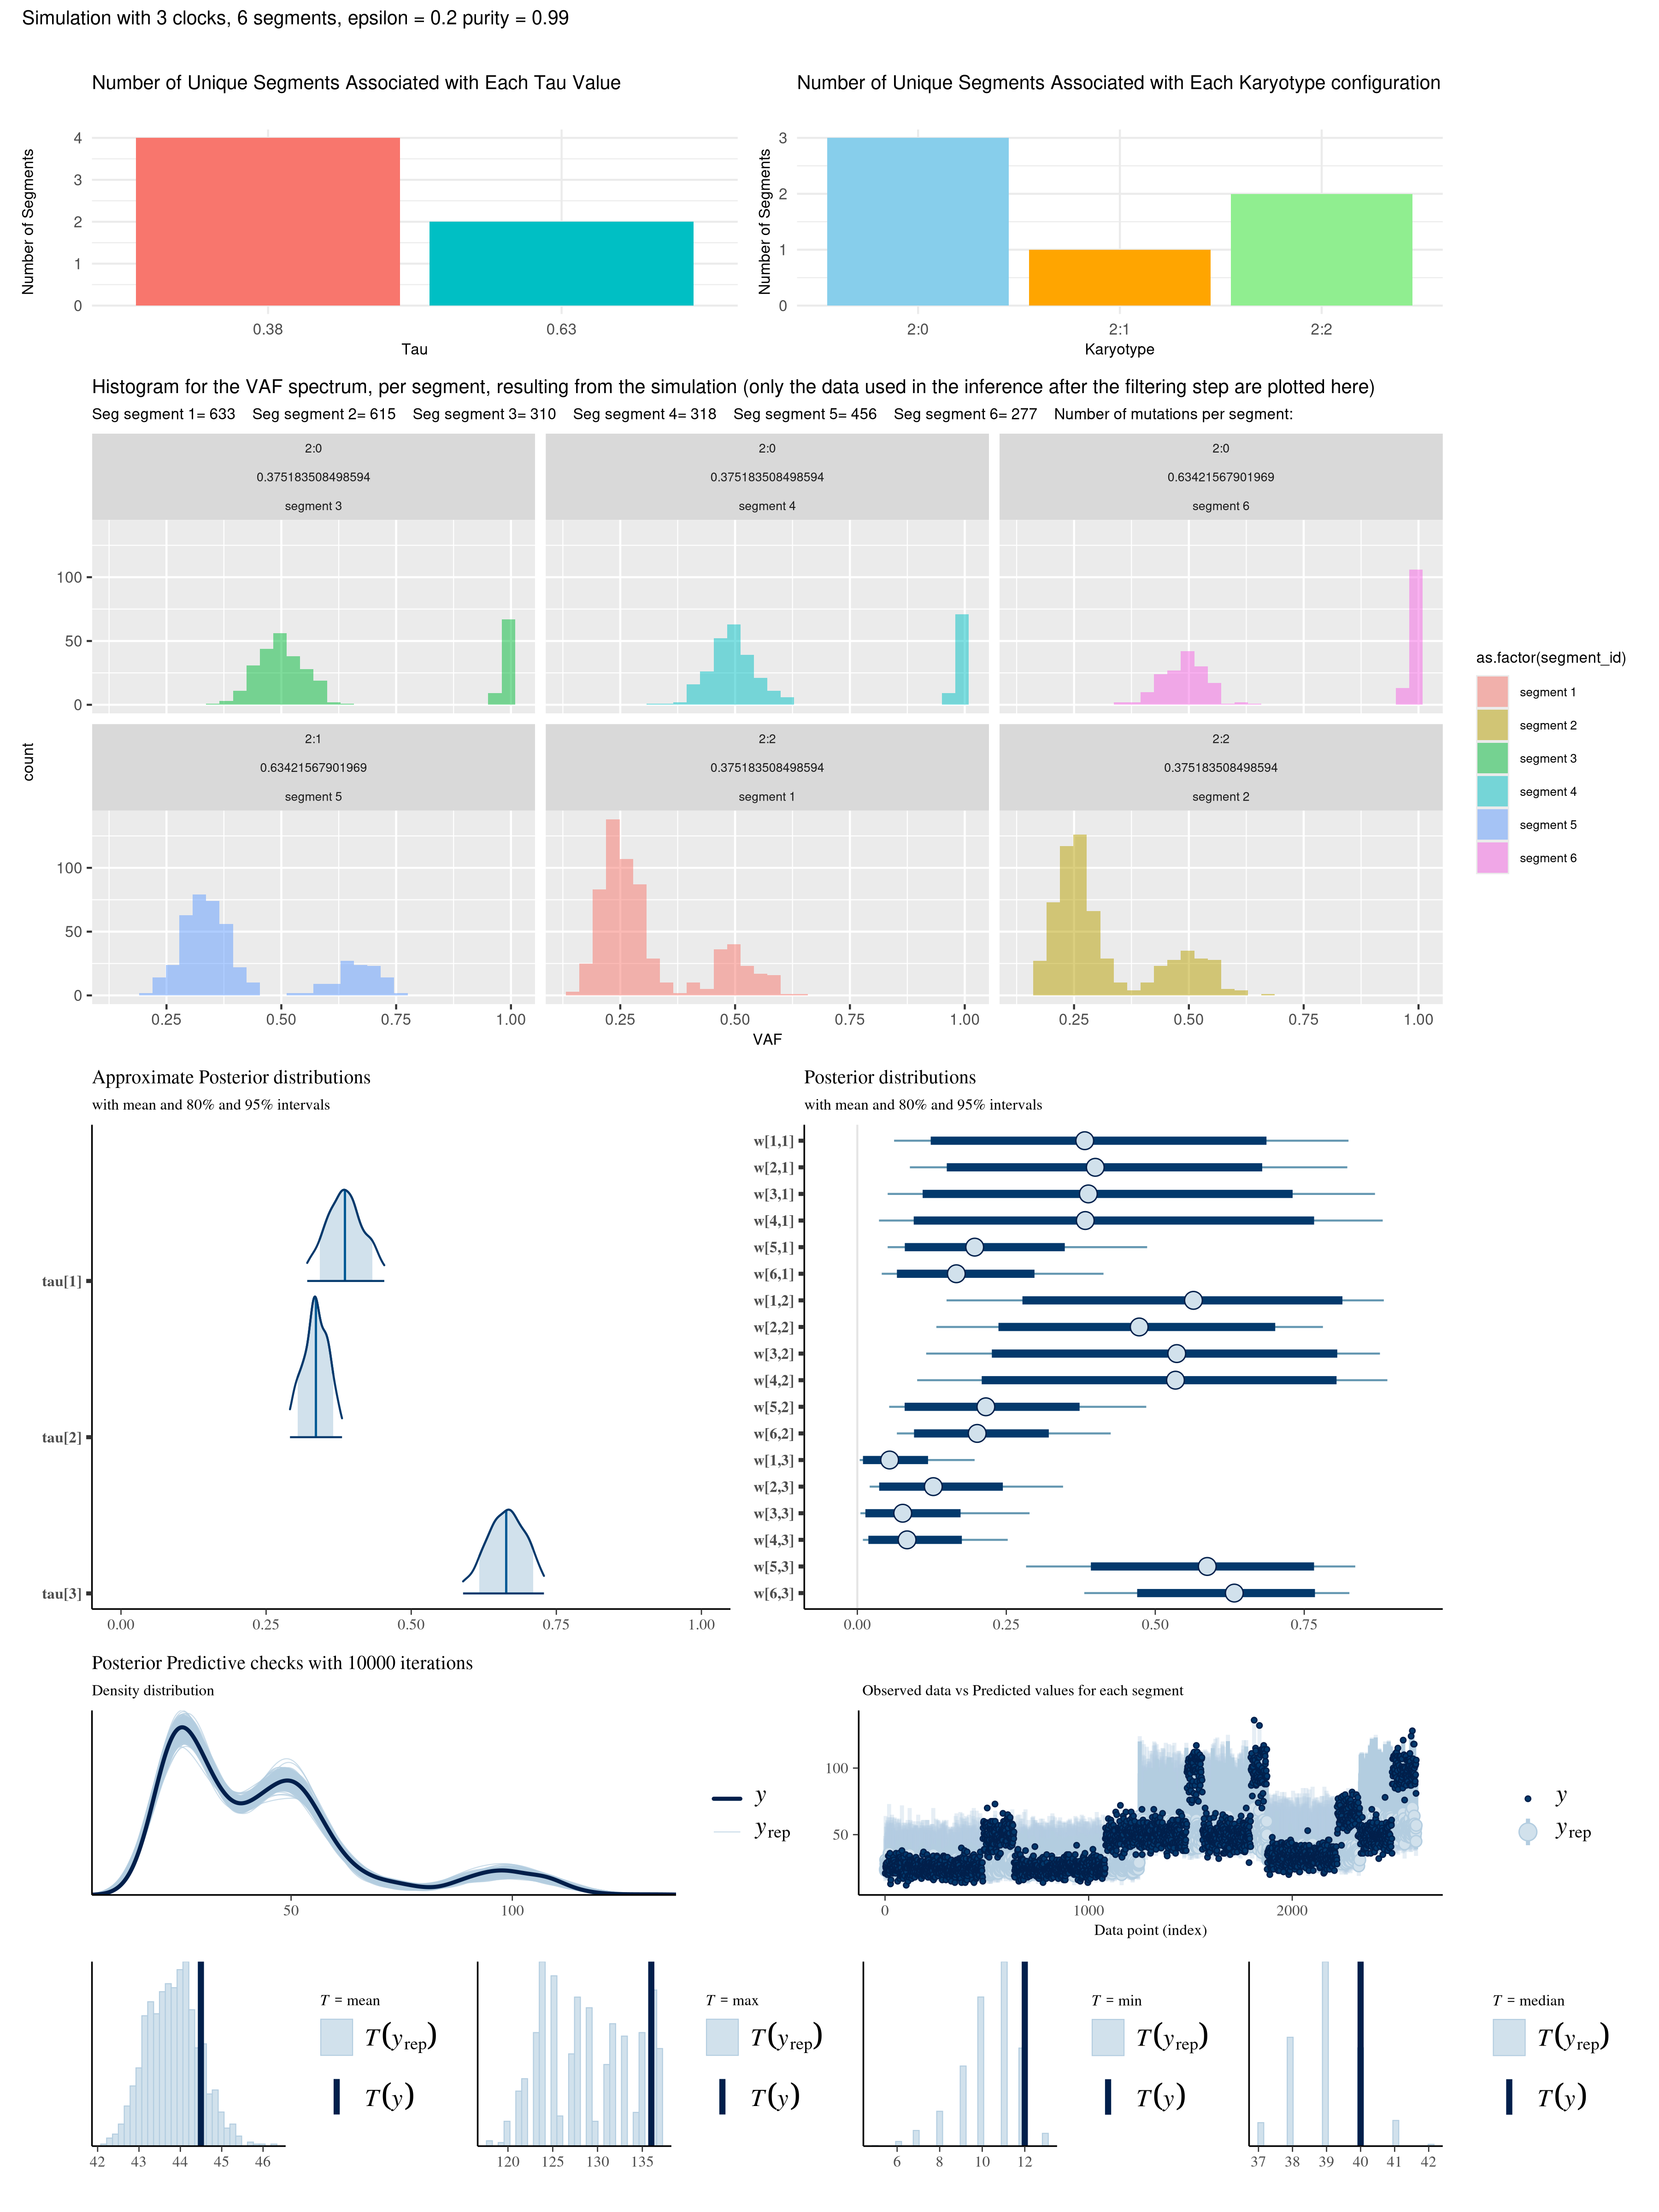 Simulation with 3 clocks, 6 segments, epsilon = 0.2 purity = 0.99
Number of Unique Segments Associated with Each Tau Value
Number of Segments
4
3
2
1
0
0.38
0.63
Tau
Number of Unique Segments Associated with Each Karyotype configuration
Number of Segments
3
2
1
0
2:0
2:1
2:2
Karyotype
Histogram for the VAF spectrum, per segment, resulting from the simulation (only the data used in the inference after the filtering step are plotted here)
Seg segment 1= 633 Seg segment 2= 615 Seg segment 3= 310 Seg segment 4= 318 Seg segment 5= 456 Seg segment 6= 277 Number of mutations per segment:
2:0
0.375183508498594
segment 3
2:0
0.375183508498594
segment 4
2:0
0.63421567901969
segment 6
100
50
0
2:1
0.63421567901969
segment 5
2:2
0.375183508498594
segment 1
2:2
0.375183508498594
segment 2
100
50
0
count
0.25 0.50 0.75 1.00
0.25 0.50 0.75 1.00
0.25 0.50 0.75 1.00
VAF
as.factor(segment_id)
segment 1
segment 2
segment 3
segment 4
segment 5
segment 6
Approximate Posterior distributions
with mean and 80% and 95% intervals
tau[1]
tau[2]
tau[3]
0.00 0.25 0.50 0.75 1.00
Posterior distributions
with mean and 80% and 95% intervals
w[1,1]
w[2,1]
w[3,1]
w[4,1]
w[5,1]
w[6,1]
w[1,2]
w[2,2]
w[3,2]
w[4,2]
w[5,2]
w[6,2]
w[1,3]
w[2,3]
w[3,3]
w[4,3]
w[5,3]
w[6,3]
0.00 0.25 0.50 0.75
Posterior Predictive checks with 10000 iterations
Density distribution
50 100
y
yrep
Observed data vs Predicted values for each segment
100
50
0 1000 2000
Data point (index)
y
yrep
42 43 44 45 46
T = mean
T(yrep)
T(y)
120 125 130 135
T = max
T(yrep)
T(y)
6 8 10 12
T = min
T(yrep)
T(y)
37 38 39 40 41 42
T = median
T(yrep)
T(y)